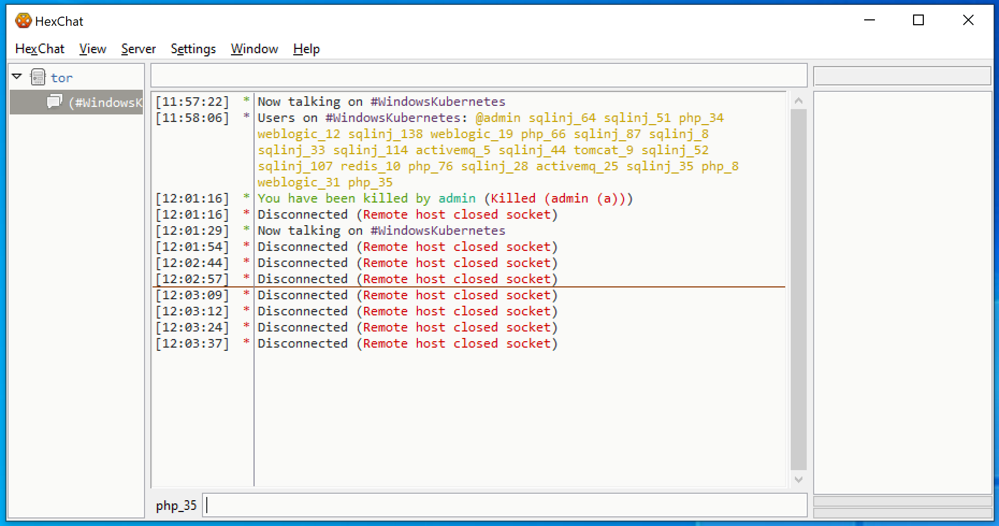 HexChat
HexChat View Server Settings Window Help
tor
(#WindowsK
[11:57:22] * Now talking on #WindowsKubernetes
[11:58:06] * Users on #WindowsKubernetes: @admin sqlinj_64 sqlinj_51 php_34
weblogic_12 sqlinj_138 weblogic_19 php_66 sqlinj_87 sqlinj_8
sqlinj_33 sqlinj_114 activemq_5 sqlinj_44 tomcat_9 sqlinj_52
sqlinj_107 redis_10 php_76 sqlinj_28 activemq_25 sqlinj_35 php_8
weblogic_31 php_35
[12:01:16] * You have been killed by admin (Killed (admin (a)))
[12:01:16] * Disconnected (Remote host closed socket)
[12:01:29] * Now talking on #WindowsKubernetes
[12:01:54] * Disconnected (Remote host closed socket)
[12:02:44] * Disconnected (Remote host closed socket)
[12:02:57] * Disconnected (Remote host closed socket)
[12:03:09] * Disconnected (Remote host closed socket)
[12:03:12] * Disconnected (Remote host closed socket)
[12:03:24] * Disconnected (Remote host closed socket)
[12:03:37] * Disconnected (Remote host closed socket)
php_35